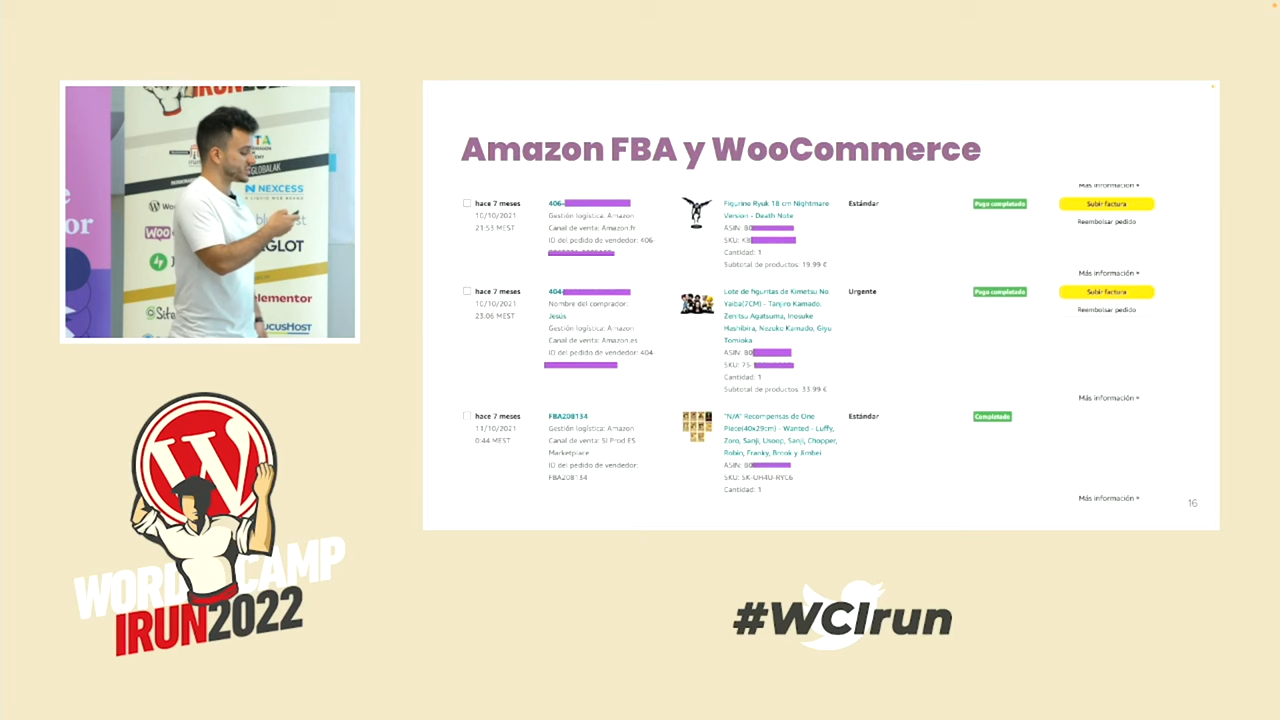 IRUN2022
NEXCESS
A LIQUID WEB BRAND
GLOBALAK
WOO
elementor
Amazon FBA y WooCommerce
Más información
hace 7 meses
10/10/2021
21:53 MEST
406-
Gestión logística: Amazon
Canal de venta: Amazon.fr
ID del pedido de vendedor: 406-
Figurine Ryuk 18 cm Nightmare
Version - Death Note
ASIN: B0
SKU: KB
Cantidad: 1
Subtotal de productos: 19,99 €
Estándar
Pago completado
Subir factura
Reembolsar pedido
Más información
hace 7 meses
10/10/2021
23:06 MEST
404-
Nombre del comprador:
Jesús
Gestión logística: Amazon
Canal de venta: Amazon.es
ID del pedido de vendedor: 404-
Lote de figuritas de Kimetsu No
Yaiba(7CM) - Tanjiro Kamado,
Zenitsu Agatsuma, Inosuke
Hashibira, Nezuko Kamado, Giyu
Tomioka
ASIN: B0
SKU: 75-
Cantidad: 1
Subtotal de productos: 33,99 €
Urgente
Pago completado
Subir factura
Reembolsar pedido
Más información
hace 7 meses
11/10/2021
0:44 MEST
FBA208134
Gestión logística: Amazon
Canal de venta: SI Prod ES
Marketplace
ID del pedido de vendedor:
FBA208134
"N/A" Recompensas de One
Piece(40x29cm) - Wanted - Luffy,
Zoro, Sanji, Usoop, Sanji, Chopper,
Robin, Franky, Brook y Jimbei
ASIN: B0
SKU: SK-UH4U-RYC6
Cantidad: 1
Estándar
Completado
Más información
16
WORDCAMP
IRUN2022
#WCIrun